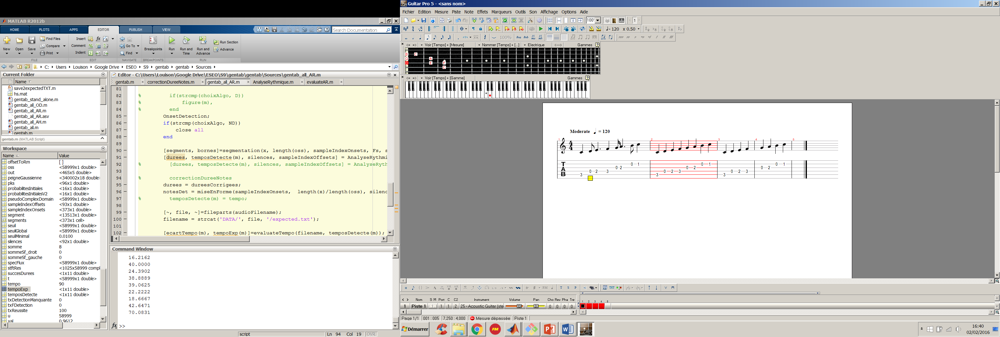 MATLAB R2012b
HOME PLOTS APPS EDITOR PUBLISH VIEW
Search Documentation
New Open Save
Find Files
Compare
Print
Insert
Comment
Indent
Go To
Find
Breakpoints
Run
Run and Time
Run and Advance
Run Section
Advance
FILE EDIT NAVIGATE BREAKPOINTS RUN
C: Users Louison Google Drive ESEO S9 gentab gentab Sources
Current Folder
Name
save2expectedTXT.m
hs.mat
gentab_stand_alone.m
gentab_all_OD.m
gentab_all_AR.m
gentab_all_AR.asv
gentab_all_AH.m
gentab_all.m
gentab.m
gentab.m (MATLAB Script)
Workspace
Name Value
offsetToRm [ ]
oss <58999x1 double>
out <465x5 double>
peigneGaussienne <340002x18 double>
pks <96x1 double>
probabilitesInitiales <16x1 double>
probabilitesInitialesV2 <16x1 double>
pseudoComplexDomain <58999x1 double>
sampleIndexOffsets <93x1 double>
sampleIndexOnsets <373x1 double>
segment <13513x1 double>
segments <373x1 cell>
seuil <58999x1 double>
seuilGlobal <58999x1 double>
seuilMinimal 0.0100
silences <92x1 double>
somme 8
sommeSf_droit 0
sommeSf_gauche 0
specFlux <58999x1 double>
stftRes <1025x58999 compl
succesDurees <1x11 double>
t <58999x1 double>
tempo 90
tempoExp <1x11 double>
temposDetecte <1x11 double>
txDetectionManquante 0
txFDetection 0
txReussite 100
u 58999
val 0.9612
Editor - C:\Users\Louison\Google Drive\ESEO\S9\gentab\gentab\Sources\gentab_all_AR.m
gentab.m correctionDureeNotes.m gentab_all_AR.m AnalyseRythmique.m evaluateAR.m
81
82 % if(strcmp(choixAlgo, D))
83 % figure(m),
84 % end
85 OnsetDetection;
86 if(strcmp(choixAlgo, ND))
87 close all
88 end
89
90 [segments, bornes]=segmentation(x, length(oss), sampleIndexOnsets, Fs, s
91 [durees, temposDetecte(m), silences, sampleIndexOffsets] = AnalyseRythmi
92 % [durees, temposDetecte(m), silences, sampleIndexOffsets] = AnalyseRyth
93
94 % correctionDureeNotes
95 durees = dureesCorrigees;
96 notesDet = miseEnForme(sampleIndexOnsets, length(x)/length(oss), silenc
97 % temposDetecte(m) = tempo;
98
99 [~, file, ~]=fileparts(audioFilename);
100 filename = strcat('DATA/', file, '/expected.txt');
101
102 [ecartTempo(m), tempoExp(m)]=evaluateTempo(filename, temposDetecte(m));
Command Window
16.2162
40.0000
24.3902
38.8889
39.0625
22.2222
18.6667
42.6471
70.0831
fx >>
script Ln 94 Col 19 OVR
Guitar Pro 5 - <sans nom>
Fichier Edition Mesure Piste Note Effets Marqueurs Outils Son Affichage Options Aide
100%
1
= 120 x 0.50
100% 8va 8vb 15 ma 15 mb
ppp pp p mp mf f ff fff
<= => Voir [Temps] + [Mesure] Nommer [Temps] + [...] Electrique <---> Gammes
B C
G A
D E F
C
<= => Voir [Temps] + [Gamme] Gammes
Moderate = 120
1 2 3 4 5
4 4
TAB
3 0 2 3 0 2 0 1 3 0 2 3 0 2 0 1 3 0 2 3 0 2 0 1
tr P.M T S P TXT
Nom S M Port C C2 Instrument Volume Pan Cho Rev Pha Tre
1 2 3 4 5
1 Piste 1 S M 1 1 2 25 - Acoustic Guitar (ste 13 0 0 0 0 0
Page 1/1 001 : 005 7,250 : 4,000 Mesure dépassée Piste 1
Démarrer
FM
16:40
02/02/2016